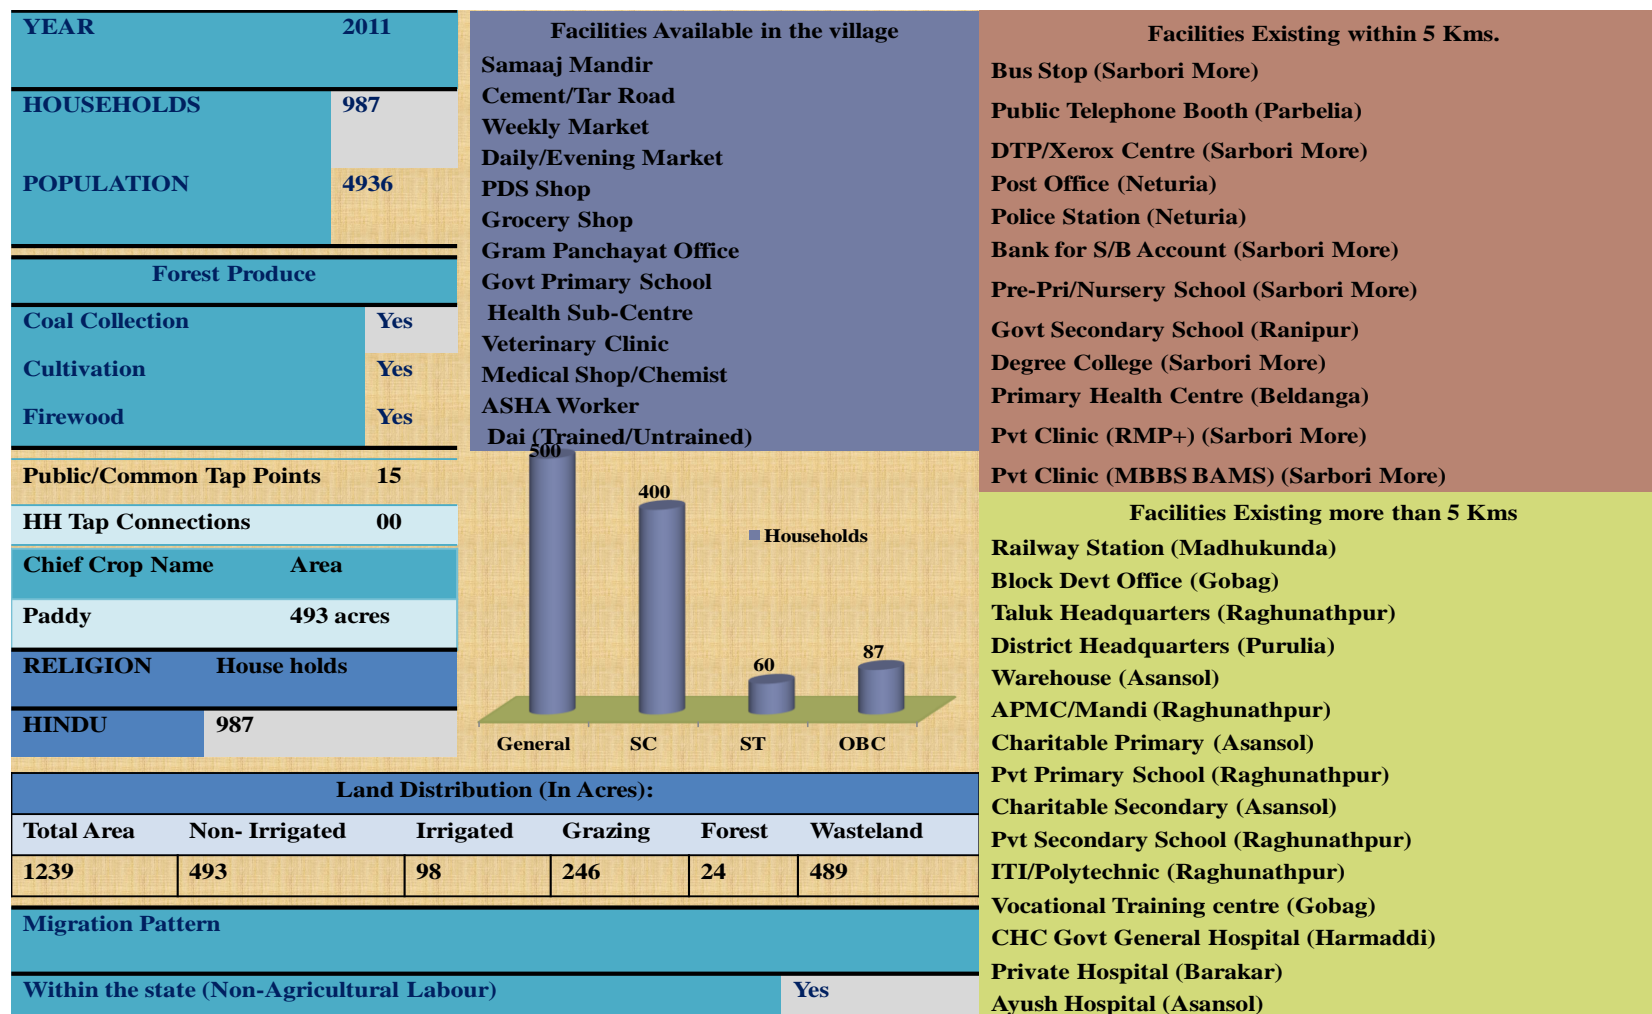 YEAR 2011
HOUSEHOLDS 987
POPULATION 4936
Forest Produce
Coal Collection Yes
Cultivation Yes
Firewood Yes
Public/Common Tap Points 15
HH Tap Connections 00
Chief Crop Name Area
Paddy 493 acres
RELIGION House holds
HINDU 987
Facilities Available in the village
Samaaj Mandir
Cement/Tar Road
Weekly Market
Daily/Evening Market
PDS Shop
Grocery Shop
Gram Panchayat Office
Govt Primary School
Health Sub-Centre
Veterinary Clinic
Medical Shop/Chemist
ASHA Worker
Dai (Trained/Untrained)
500
400
60
87
Households
General SC ST OBC
Land Distribution (In Acres):
Total Area Non- Irrigated Irrigated Grazing Forest Wasteland
1239 493 98 246 24 489
Migration Pattern
Within the state (Non-Agricultural Labour) Yes
Facilities Existing within 5 Kms.
Bus Stop (Sarbori More)
Public Telephone Booth (Parbelia)
DTP/Xerox Centre (Sarbori More)
Post Office (Neturia)
Police Station (Neturia)
Bank for S/B Account (Sarbori More)
Pre-Pri/Nursery School (Sarbori More)
Govt Secondary School (Ranipur)
Degree College (Sarbori More)
Primary Health Centre (Beldanga)
Pvt Clinic (RMP+) (Sarbori More)
Pvt Clinic (MBBS BAMS) (Sarbori More)
Facilities Existing more than 5 Kms
Railway Station (Madhukunda)
Block Devt Office (Gobag)
Taluk Headquarters (Raghunathpur)
District Headquarters (Purulia)
Warehouse (Asansol)
APMC/Mandi (Raghunathpur)
Charitable Primary (Asansol)
Pvt Primary School (Raghunathpur)
Charitable Secondary (Asansol)
Pvt Secondary School (Raghunathpur)
ITI/Polytechnic (Raghunathpur)
Vocational Training centre (Gobag)
CHC Govt General Hospital (Harmaddi)
Private Hospital (Barakar)
Ayush Hospital (Asansol)